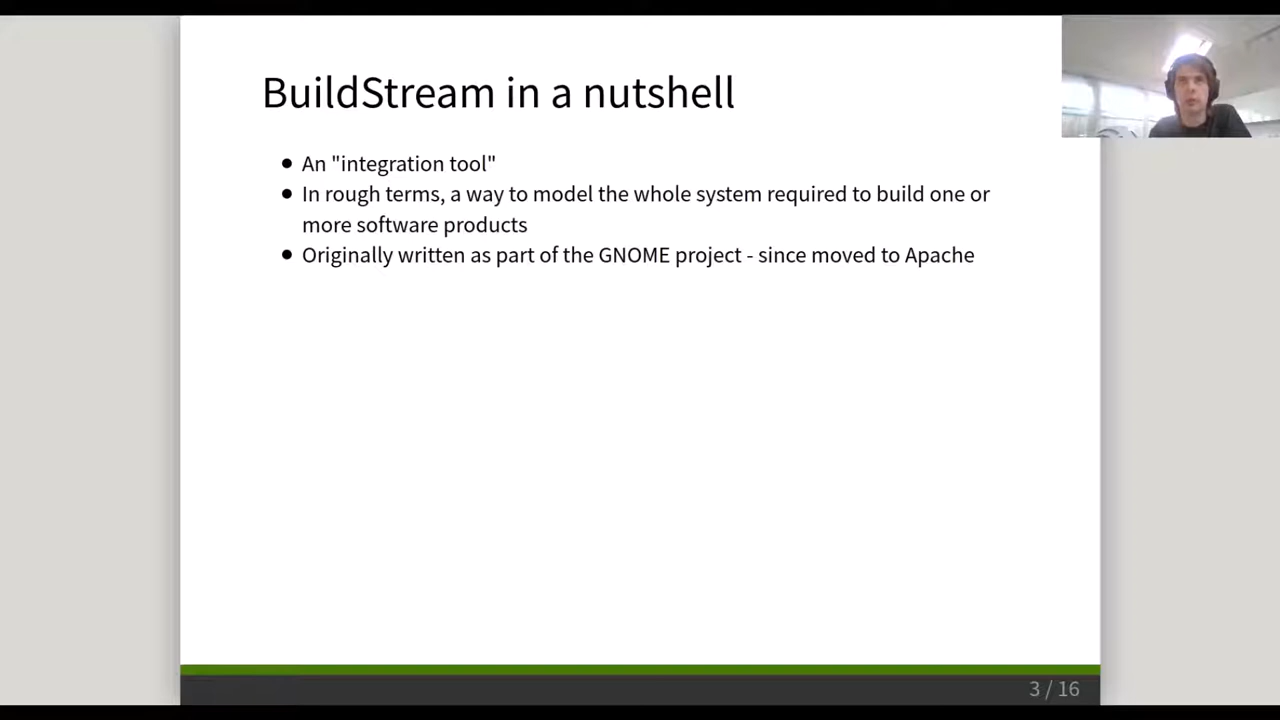 BuildStream in a nutshell
● An "integration tool"
● In rough terms, a way to model the whole system required to build one or
more software products
● Originally written as part of the GNOME project - since moved to Apache
3 / 16